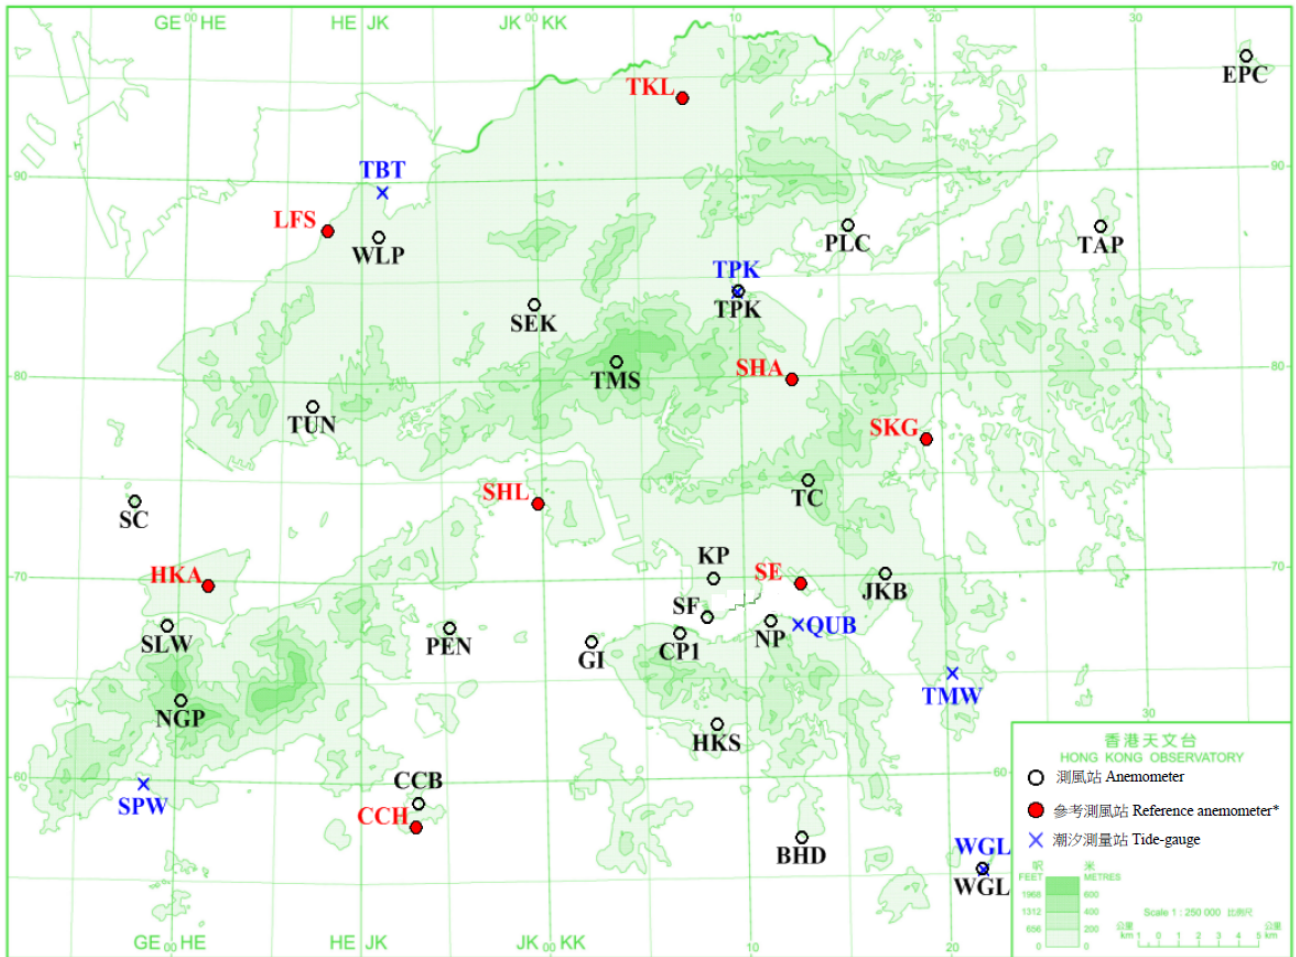 GE 00 HE
HE JK
JK 00 KK
10
20
30
EPC
TKL
90
TBT
90
LFS
WLP
PLC
TAP
TPK
TPK
SEK
80
TMS
SHA
80
TUN
SKG
SHL
TC
SC
KP
70
HKA
SE
JKB
70
SF
SLW
PEN
GI
CP1
NP
QUB
NGP
TMW
HKS
30
60
SPW
CCB
CCH
60
BHD
WGL
WGL
香港天文台
HONG KONG OBSERVATORY
測風站 Anemometer
參考測風站 Reference anemometer*
潮汐測量站 Tide-gauge
呎 米
FEET METRES
1968 600
1312 400
656 200
0 0
Scale 1 : 250 000 比例尺
公里 公里
km 1 0 1 2 3 4 5 km
GE 00 HE
HE JK
JK 00 KK
10
20